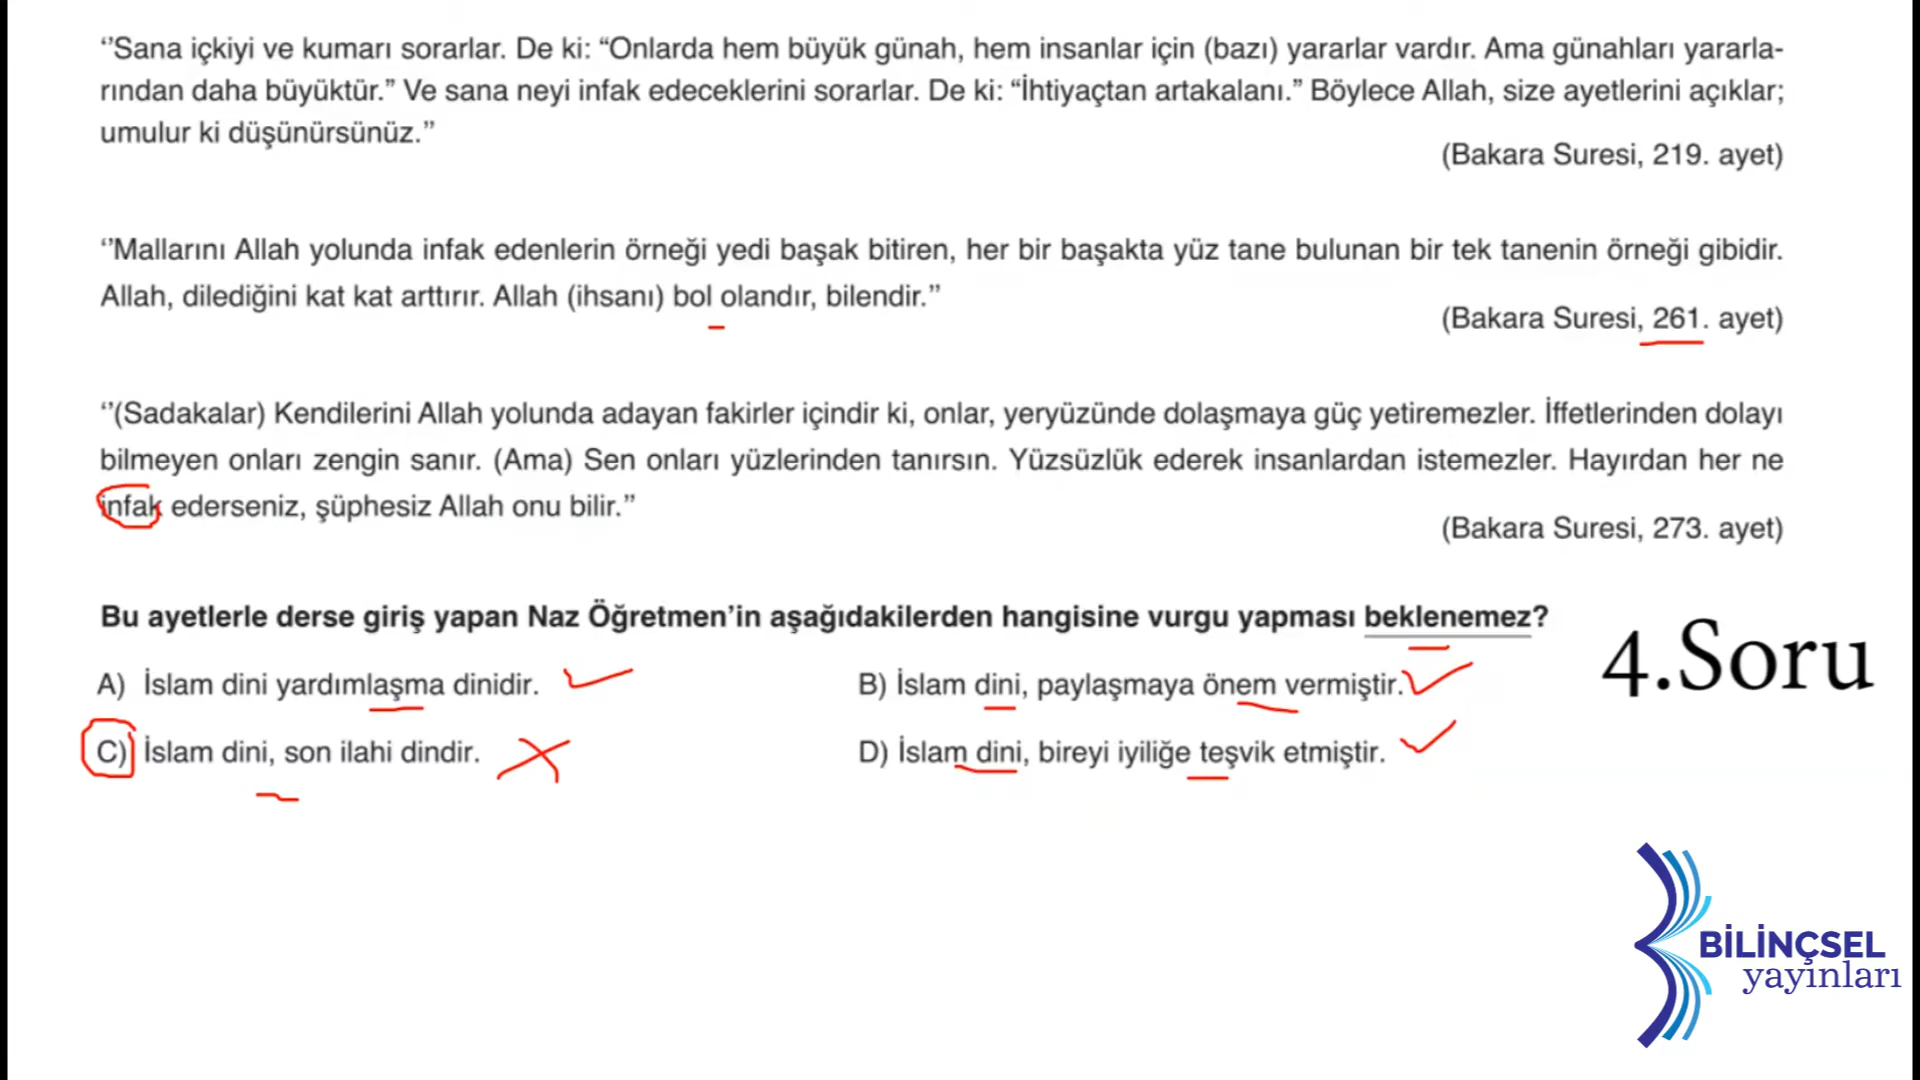 ‘’Sana içkiyi ve kumarı sorarlar. De ki: “Onlarda hem büyük günah, hem insanlar için (bazı) yararlar vardır. Ama günahları yararla-
rından daha büyüktür.” Ve sana neyi infak edeceklerini sorarlar. De ki: “İhtiyaçtan artakalanı.” Böylece Allah, size ayetlerini açıklar;
umulur ki düşünürsünüz.’’
(Bakara Suresi, 219. ayet)
‘’Mallarını Allah yolunda infak edenlerin örneği yedi başak bitiren, her bir başakta yüz tane bulunan bir tek tanenin örneği gibidir.
Allah, dilediğini kat kat arttırır. Allah (ihsanı) bol olandır, bilendir.’’
(Bakara Suresi, 261. ayet)
‘’(Sadakalar) Kendilerini Allah yolunda adayan fakirler içindir ki, onlar, yeryüzünde dolaşmaya güç yetiremezler. İffetlerinden dolayı
bilmeyen onları zengin sanır. (Ama) Sen onları yüzlerinden tanırsın. Yüzsüzlük ederek insanlardan istemezler. Hayırdan her ne
infak ederseniz, şüphesiz Allah onu bilir.’’
(Bakara Suresi, 273. ayet)
Bu ayetlerle derse giriş yapan Naz Öğretmen’in aşağıdakilerden hangisine vurgu yapması beklenemez?
4.Soru
A) İslam dini yardımlaşma dinidir.
B) İslam dini, paylaşmaya önem vermiştir.
C) İslam dini, son ilahi dindir.
D) İslam dini, bireyi iyiliğe teşvik etmiştir.
BİLİNÇSEL
yayınları